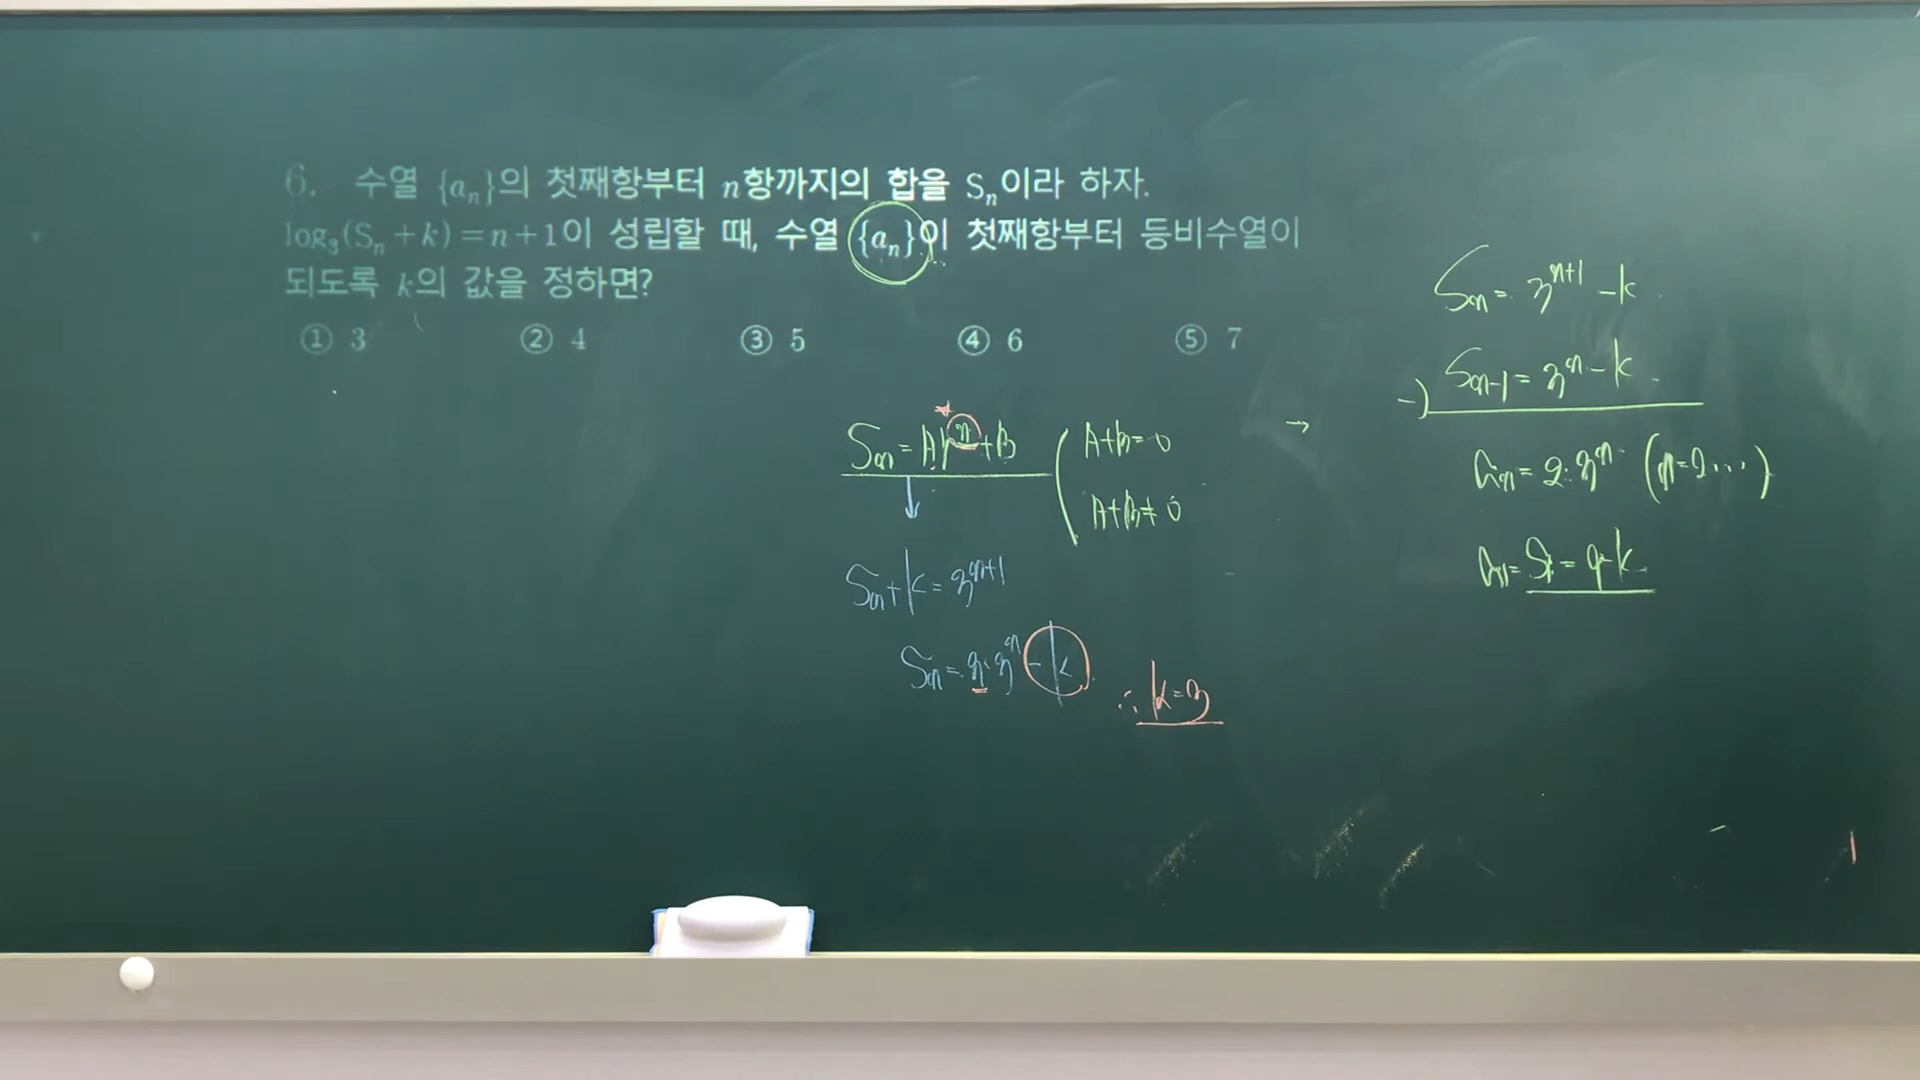 6. 수열 {aₙ}의 첫째항부터 n항까지의 합을 Sₙ이라 하자.
log₃(Sₙ+k)=n+1이 성립할 때, 수열 {aₙ}이 첫째항부터 등비수열이
되도록 k의 값을 정하면?
① 3 ② 4 ③ 5 ④ 6 ⑤ 7
Sₙ = Arⁿ + B
A+B=0
A+B≠0
Sₙ+k = 3ⁿ⁺¹
Sₙ = 3·3ⁿ - k
∴ k=3
→
Sₙ = 3ⁿ⁺¹ - k
-) Sₙ₋₁ = 3ⁿ - k
aₙ = 2·3ⁿ (n=2…)
a₁ = S₁ = 9-k